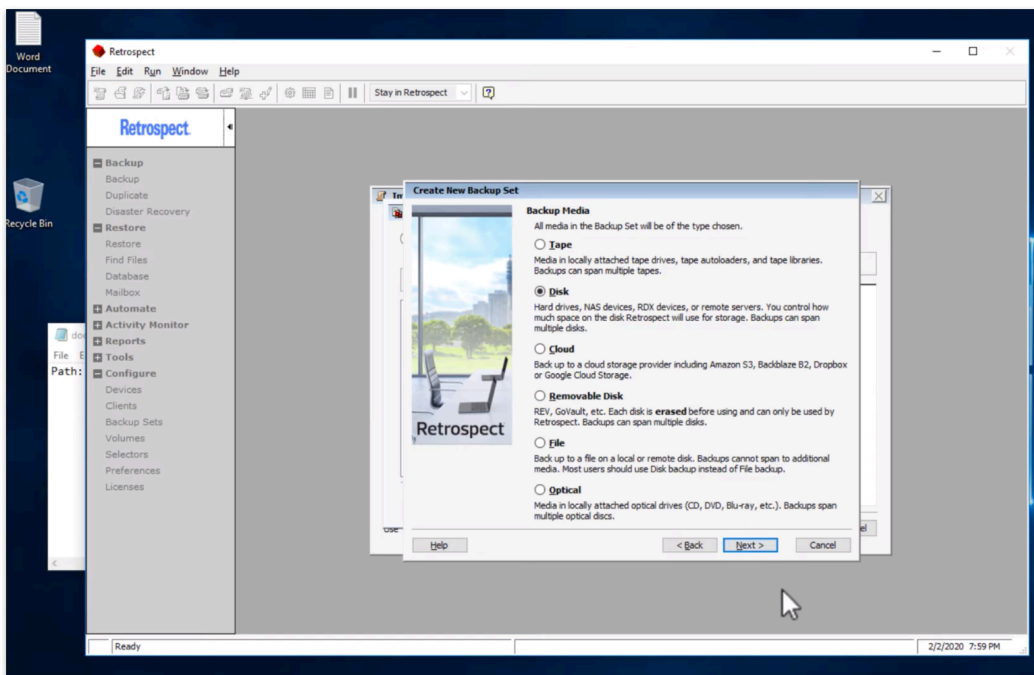 Word
Document
Recycle Bin
Retrospect
File Edit Run Window Help
Stay in Retrospect
Retrospect
Backup
Backup
Duplicate
Disaster Recovery
Restore
Restore
Find Files
Database
Mailbox
Automate
Activity Monitor
Reports
Tools
Configure
Devices
Clients
Backup Sets
Volumes
Selectors
Preferences
Licenses
File
Path:
Create New Backup Set
Retrospect
Backup Media
All media in the Backup Set will be of the type chosen.
Tape
Media in locally attached tape drives, tape autoloaders, and tape libraries.
Backups can span multiple tapes.
Disk
Hard drives, NAS devices, RDX devices, or remote servers. You control how
much space on the disk Retrospect will use for storage. Backups can span
multiple disks.
Cloud
Back up to a cloud storage provider including Amazon S3, Backblaze B2, Dropbox
or Google Cloud Storage.
Removable Disk
REV, GoVault, etc. Each disk is erased before using and can only be used by
Retrospect. Backups can span multiple disks.
File
Back up to a file on a local or remote disk. Backups cannot span to additional
media. Most users should use Disk backup instead of File backup.
Optical
Media in locally attached optical drives (CD, DVD, Blu-ray, etc.). Backups span
multiple optical discs.
Help
< Back
Next >
Cancel
Ready
2/2/2020 7:59 PM